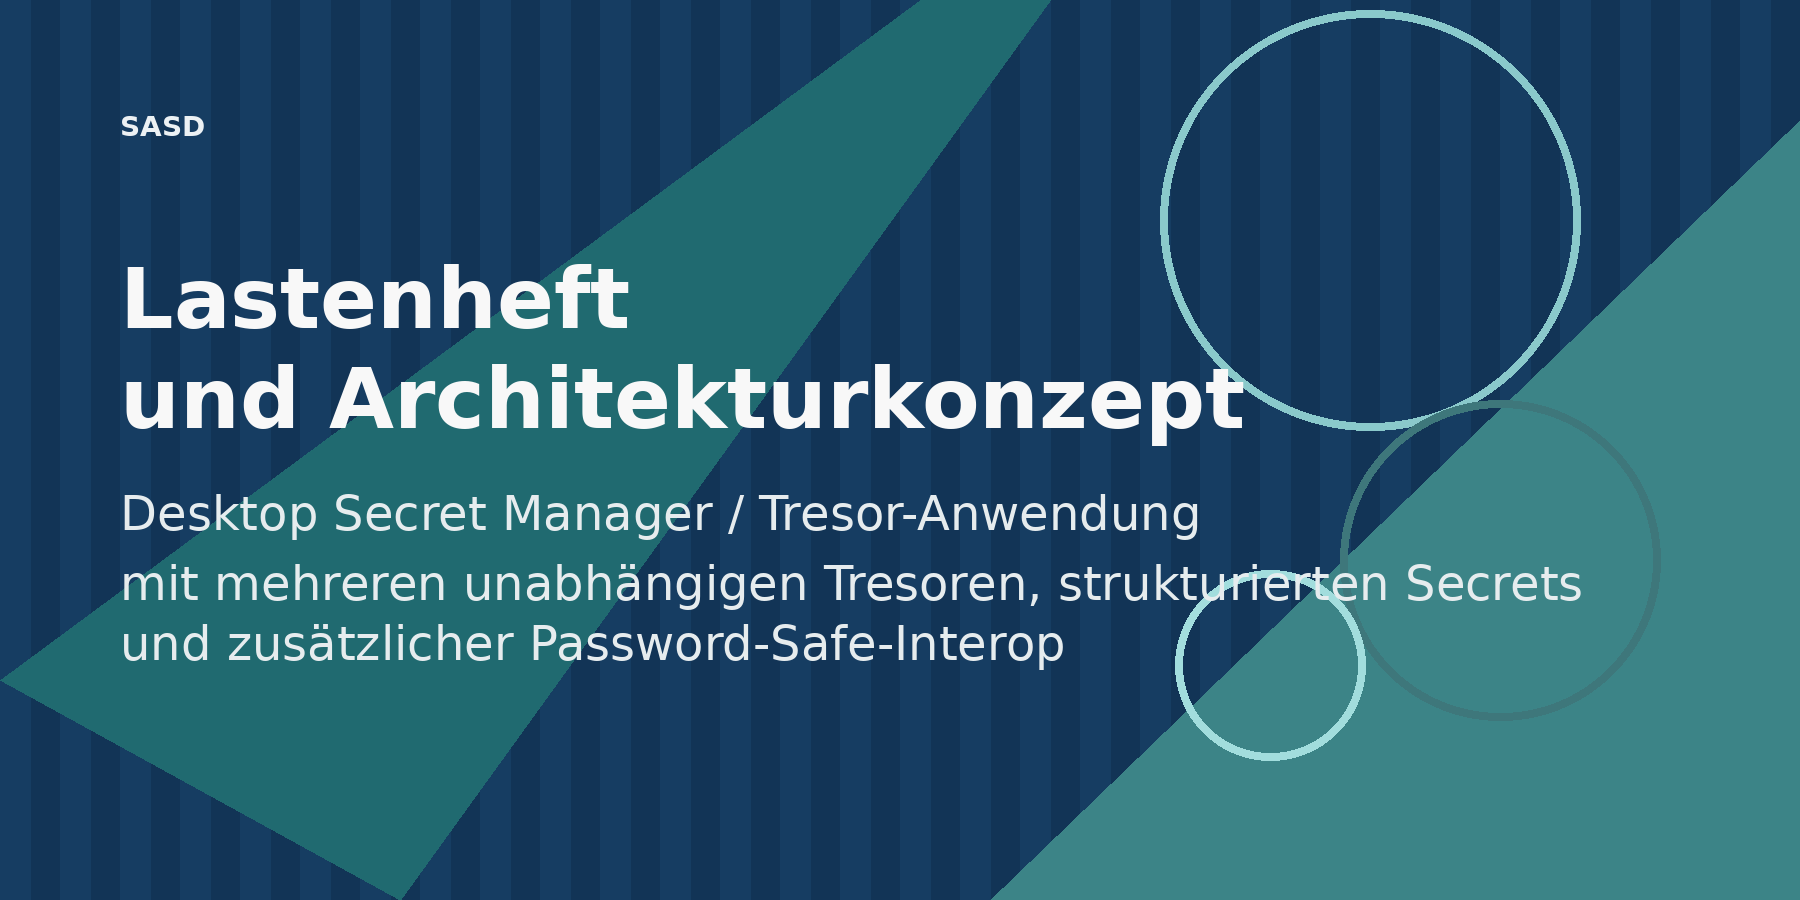 SASD
Lastenheft
und Architekturkonzept
Desktop Secret Manager / Tresor-Anwendung
mit mehreren unabhängigen Tresoren, strukturierten Secrets
und zusätzlicher Password-Safe-Interop